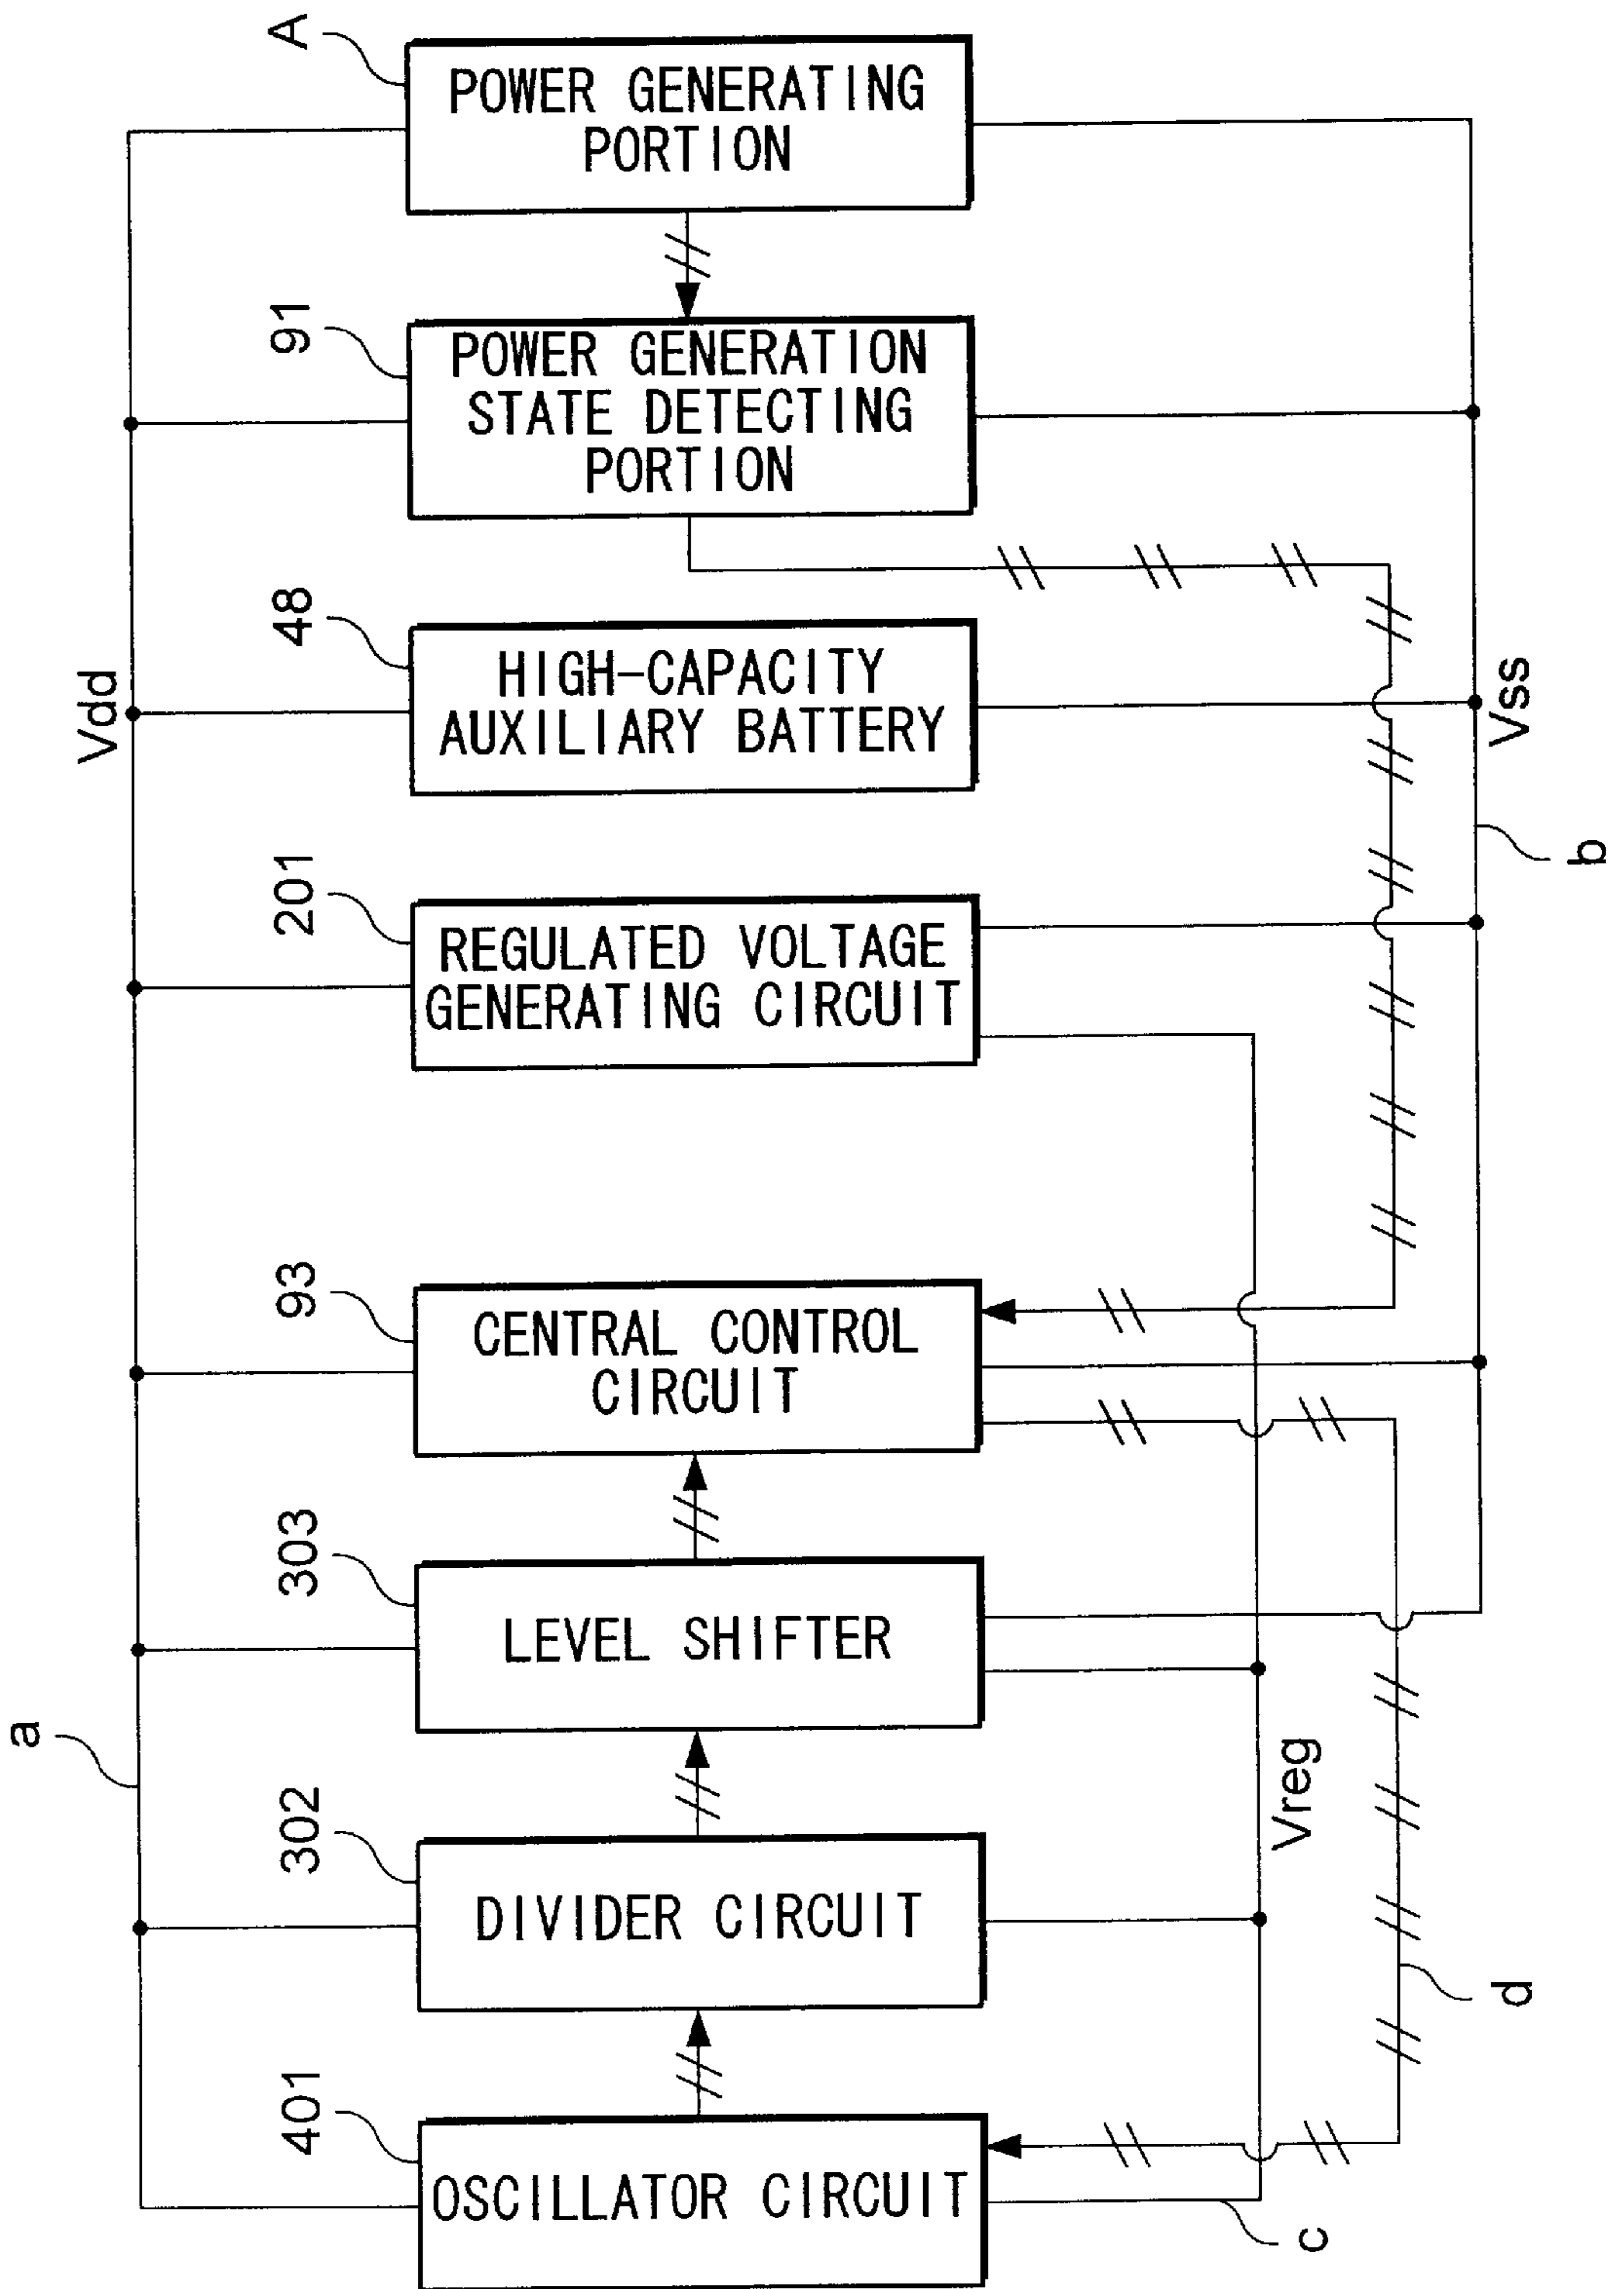 A
POWER GENERATING
PORTION
91
POWER GENERATION
STATE DETECTING
PORTION
48
HIGH-CAPACITY
AUXILIARY BATTERY
Vdd
Vss
b
201
REGULATED VOLTAGE
GENERATING CIRCUIT
93
CENTRAL CONTROL
CIRCUIT
303
LEVEL SHIFTER
a
302
DIVIDER CIRCUIT
Vreg
d
401
OSCILLATOR CIRCUIT
c